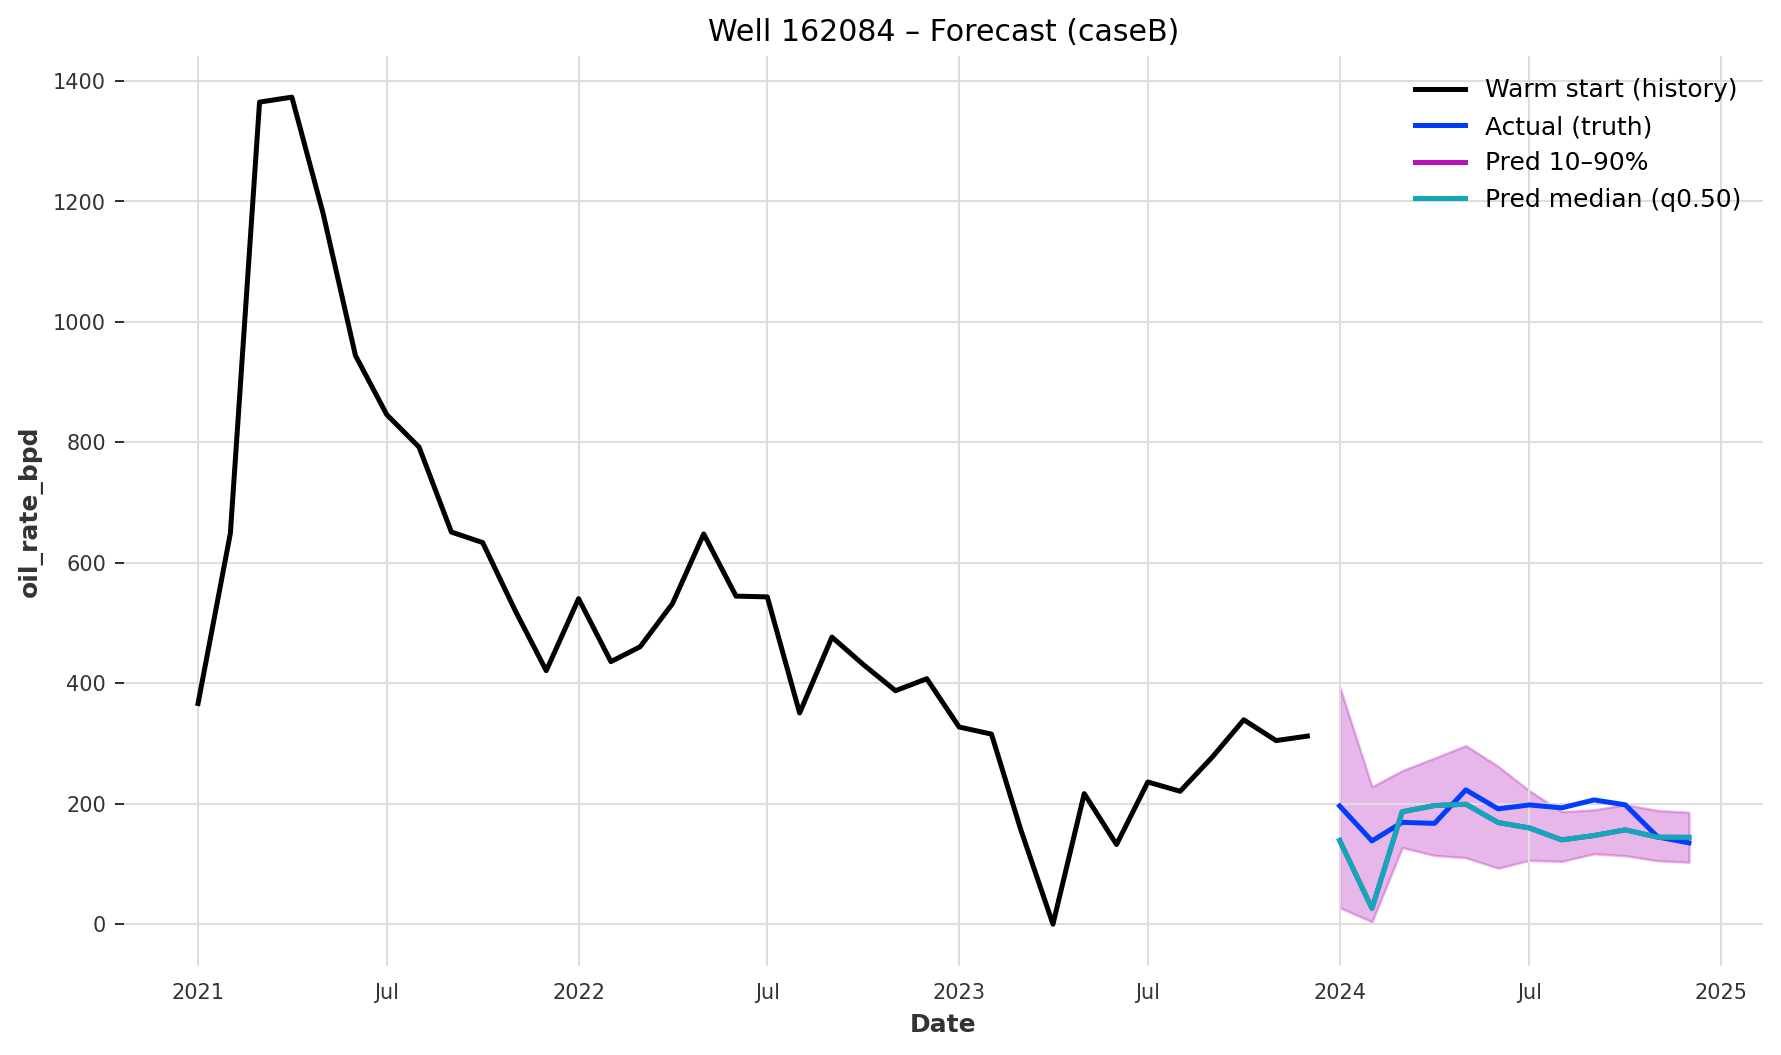 Well 162084 – Forecast (caseB)
Warm start (history)
Actual (truth)
Pred 10–90%
Pred median (q0.50)
oil_rate_bpd
1400
1200
1000
800
600
400
200
0
2021
Jul
2022
Jul
2023
Jul
2024
Jul
2025
Date